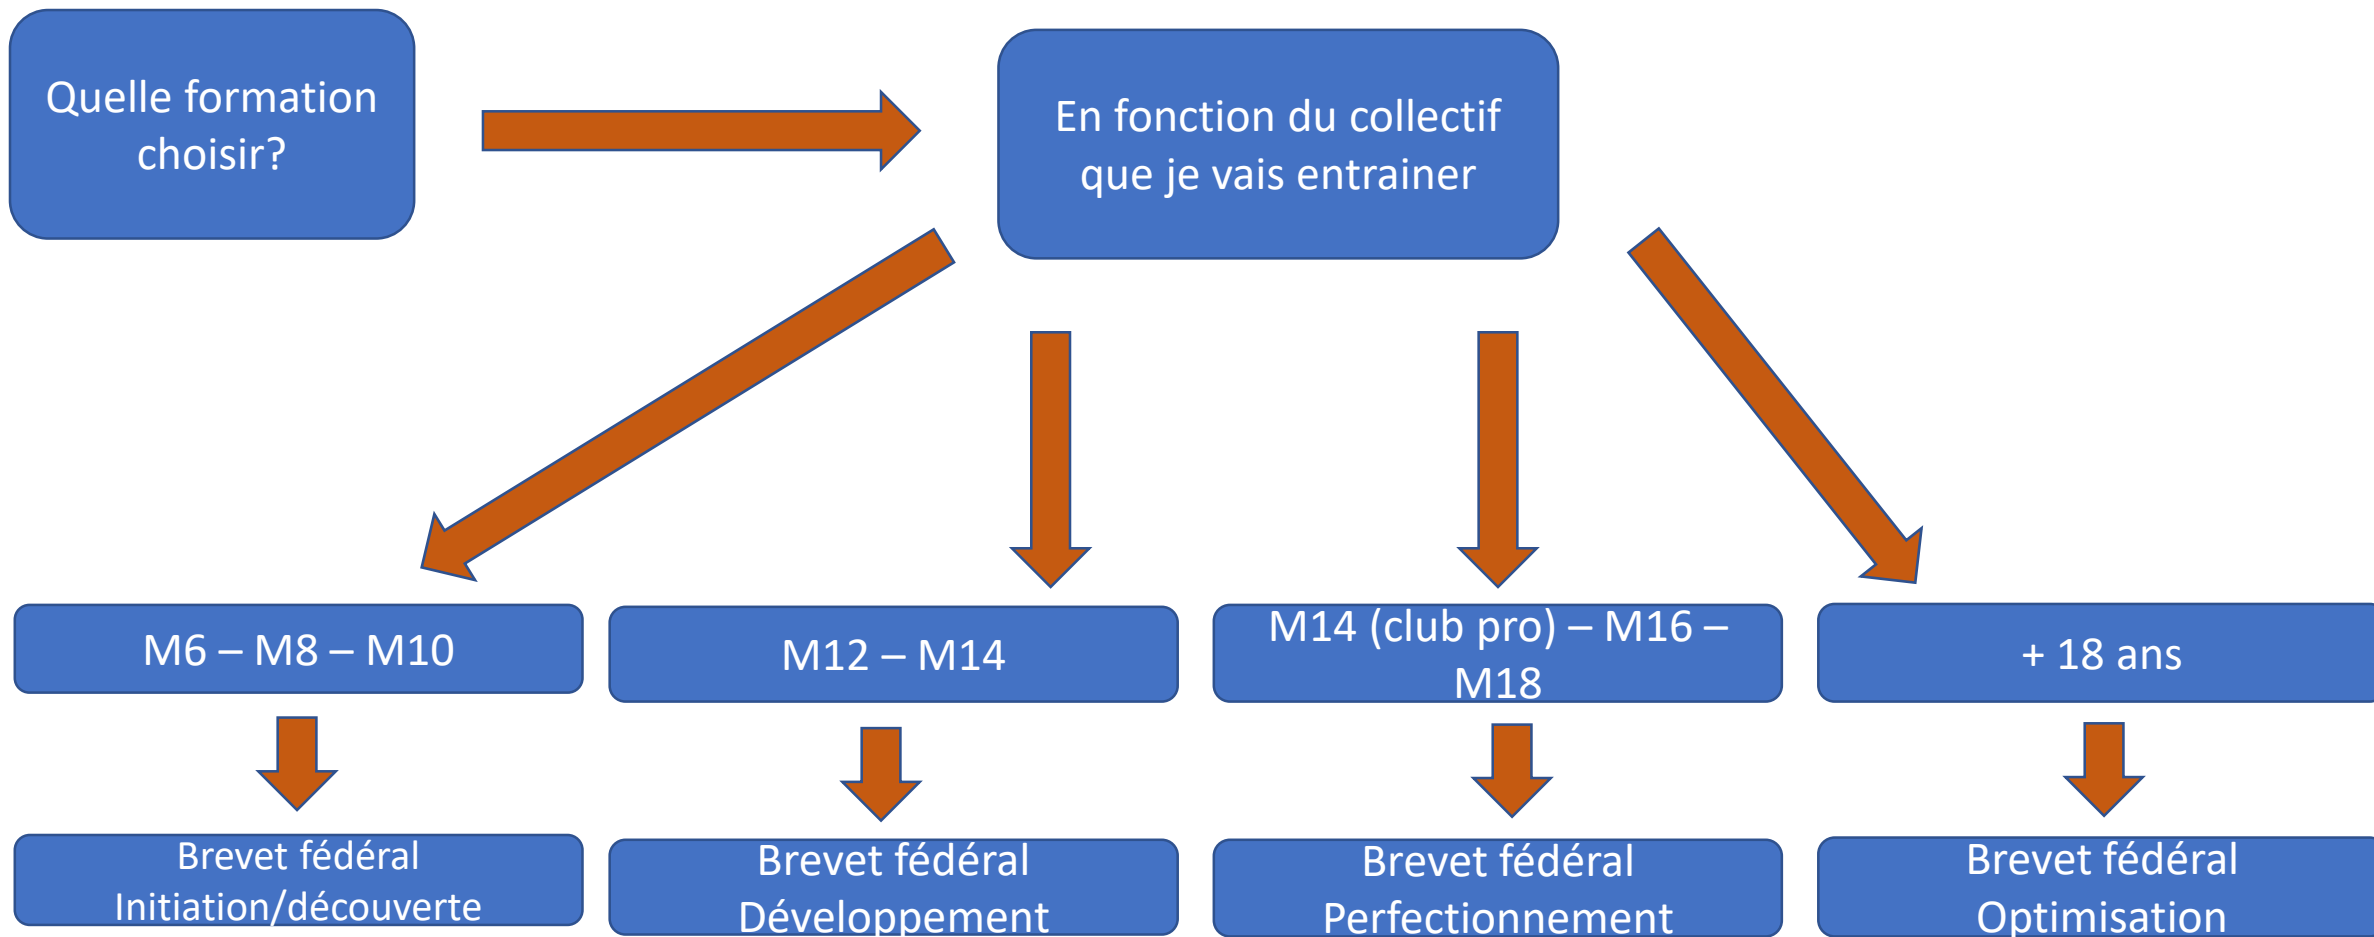 Quelle formation
choisir?
En fonction du collectif
que je vais entrainer
M6 – M8 – M10
M12 – M14
M14 (club pro) – M16 –
M18
+ 18 ans
Brevet fédéral
Initiation/découverte
Brevet fédéral
Développement
Brevet fédéral
Perfectionnement
Brevet fédéral
Optimisation